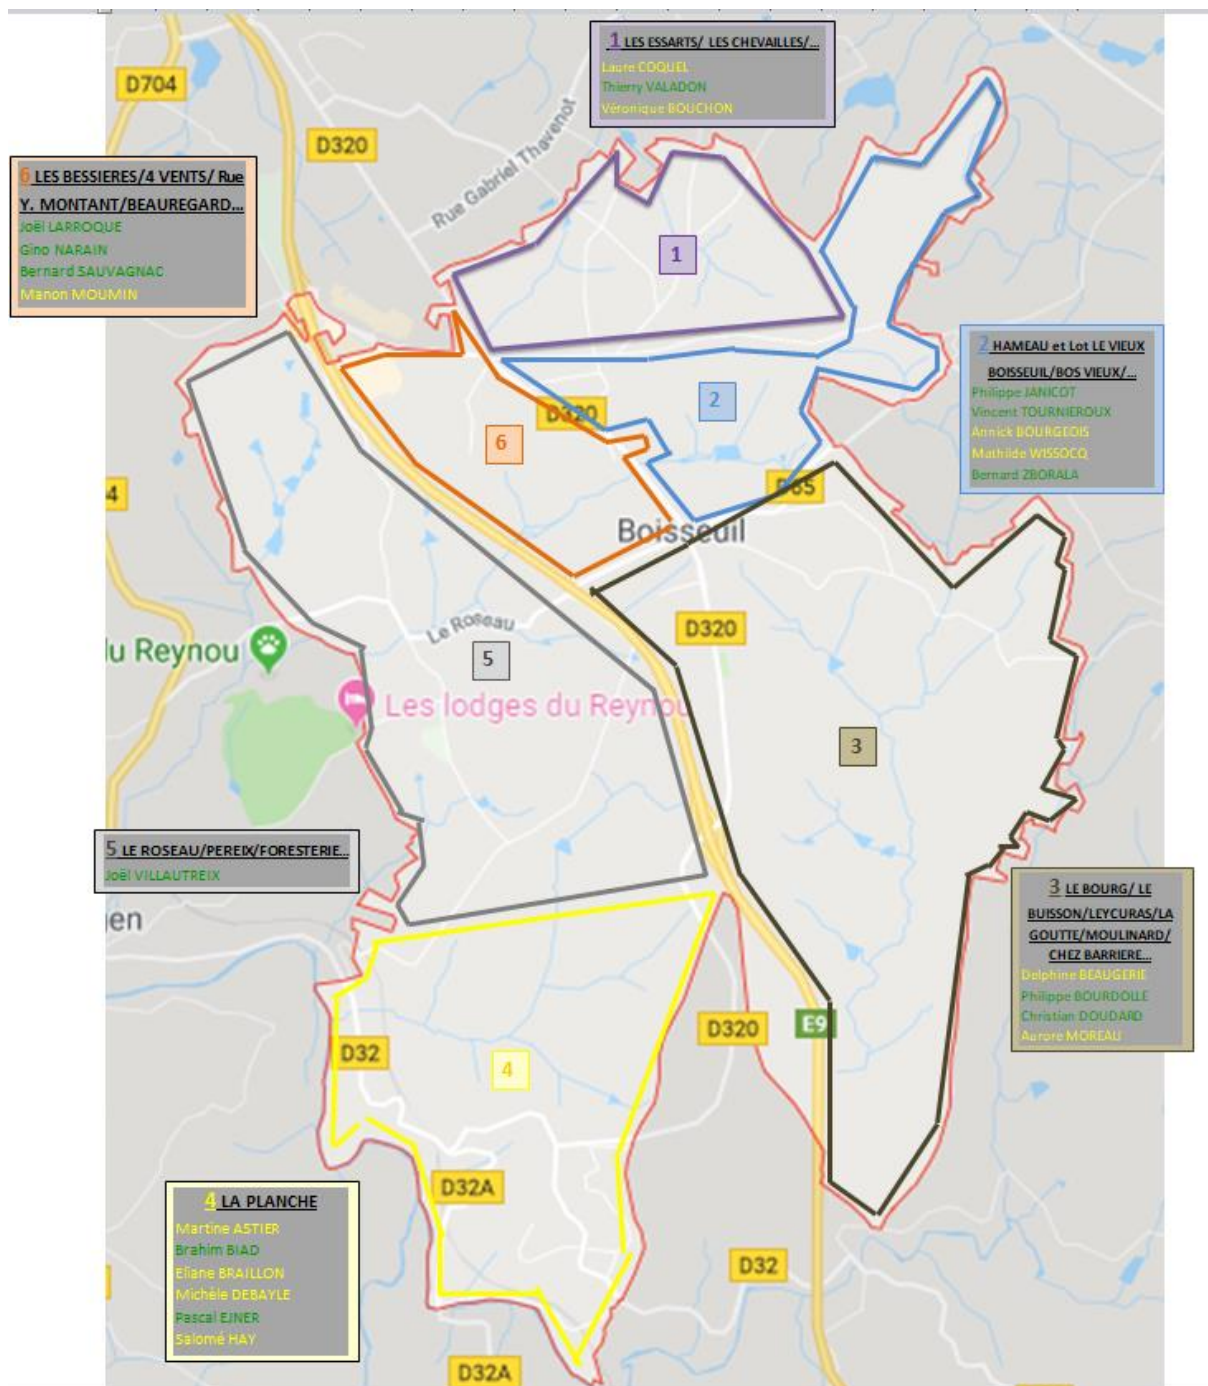 1 LES ESSARTS/ LES CHEVAILLES/...
Laure COQUEL
Thierry VALADON
Véronique BOUCHON
D704
D320
Rue Gabriel Thevenot
6 LES BESSIERES/4 VENTS/ Rue
Y. MONTANT/BEAUREGARD...
Joël LARROQUE
Gino NARAIN
Bernard SAUVAGNAC
Manon MOUMIN
1
2 HAMEAU et Lot LE VIEUX
BOISSEUIL/BOS VIEUX/...
Philippe JANICOT
Vincent TOURNIEROUX
Annick BOURGEOIS
Mathilde WISSOCQ
Bernard ZBORALA
2
D320
6
D65
4
Boisseuil
Le Roseau
D320
u Reynou
5
Les lodges du Reynou
3
5 LE ROSEAU/PEREIX/FORESTERIE...
Joël VILLAUTREIX
gen
3 LE BOURG/ LE
BUISSON/LEYCURAS/LA
GOUTTE/MOULINARD/
CHEZ BARRIERE...
Delphine BEAUGERIE
Philippe BOURDOLLE
Christian DOUDARD
Aurore MOREAU
D320
E9
D32
4
D32A
4 LA PLANCHE
Martine ASTIER
Brahim BIAD
Eliane BRAILLON
Michèle DEBAYLE
Pascal EJNER
Salomé HAY
D32
D32A